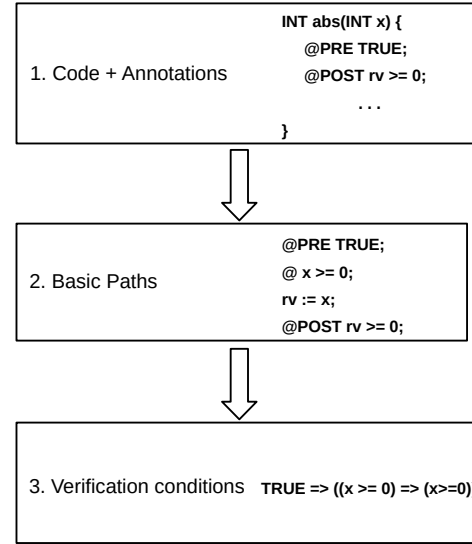 INT abs(INT x) {
@PRE TRUE;
1. Code + Annotations
@POST rv >= 0;
. . .
}
@PRE TRUE;
2. Basic Paths
@ x >= 0;
rv := x;
@POST rv >= 0;
3. Verification conditions TRUE => ((x >= 0) => (x>=0)